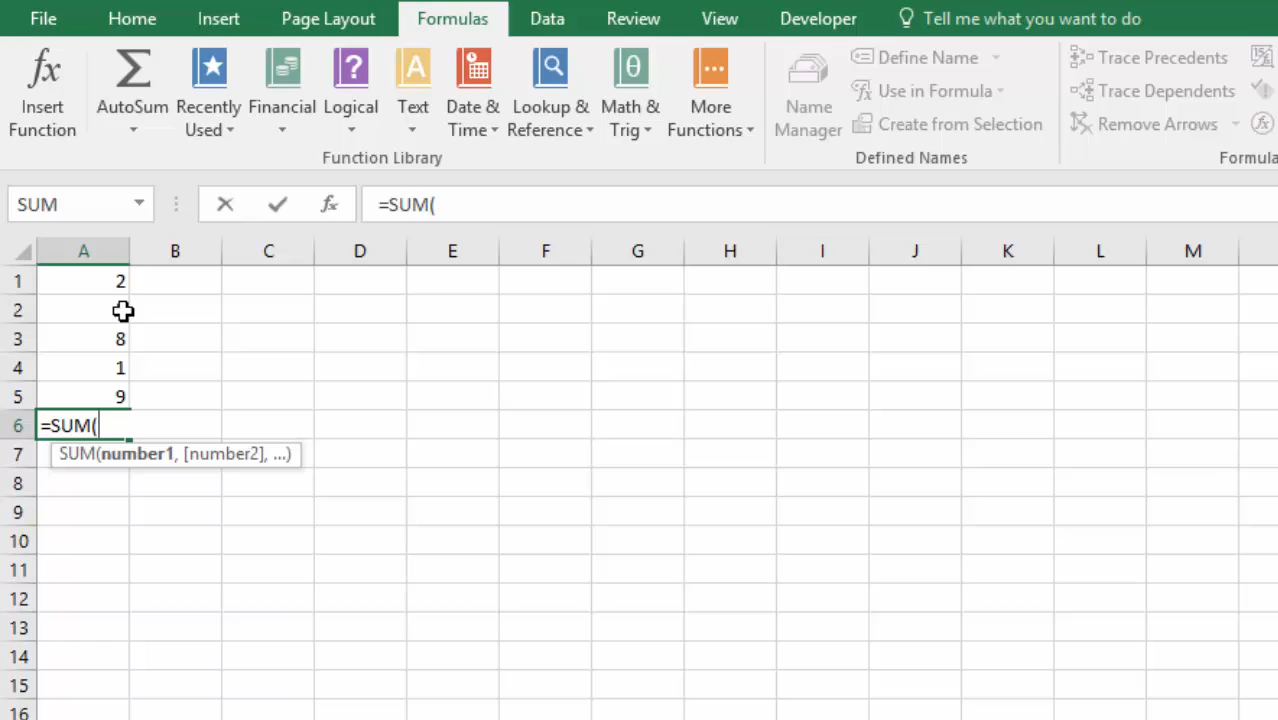 File Home Insert Page Layout Formulas Data Review View Developer Tell me what you want to do
fx Σ ? A θ
Insert Function
AutoSum
Recently Used
Financial
Logical
Text
Date & Time
Lookup & Reference
Math & Trig
More Functions
Name Manager
Define Name
Use in Formula
Create from Selection
Trace Precedents
Trace Dependents
Remove Arrows
Function Library
Defined Names
Formula
SUM fx =SUM(
A B C D E F G H I J K L M
1 2
2
3 8
4 1
5 9
6 =SUM(
7 SUM(number1, [number2], ...)
8
9
10
11
12
13
14
15
16